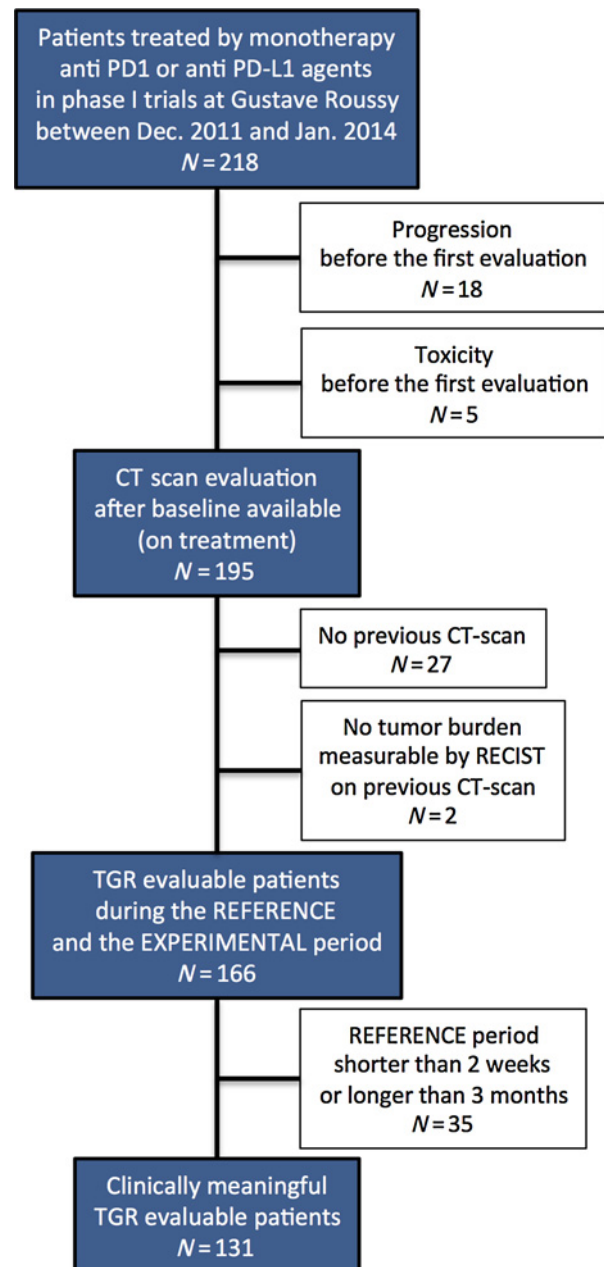 Patients treated by monotherapy
anti PD1 or anti PD-L1 agents
in phase I trials at Gustave Roussy
between Dec. 2011 and Jan. 2014
N = 218
Progression
before the first evaluation
N = 18
Toxicity
before the first evaluation
N = 5
CT scan evaluation
after baseline available
(on treatment)
N = 195
No previous CT-scan
N = 27
No tumor burden
measurable by RECIST
on previous CT-scan
N = 2
TGR evaluable patients
during the REFERENCE
and the EXPERIMENTAL period
N = 166
REFERENCE period
shorter than 2 weeks
or longer than 3 months
N = 35
Clinically meaningful
TGR evaluable patients
N = 131